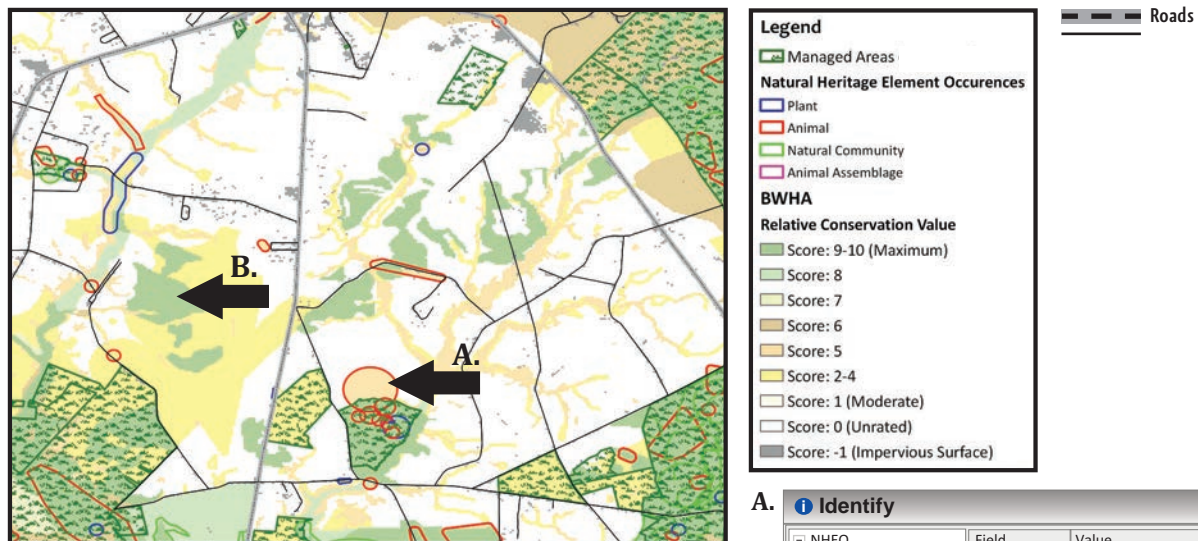 B.
A.
Legend
Managed Areas
Natural Heritage Element Occurences
Plant
Animal
Natural Community
Animal Assemblage
BWHA
Relative Conservation Value
Score: 9-10 (Maximum)
Score: 8
Score: 7
Score: 6
Score: 5
Score: 2-4
Score: 1 (Moderate)
Score: 0 (Unrated)
Score: -1 (Impervious Surface)
Roads
A.
Identify
NHEO Field Value